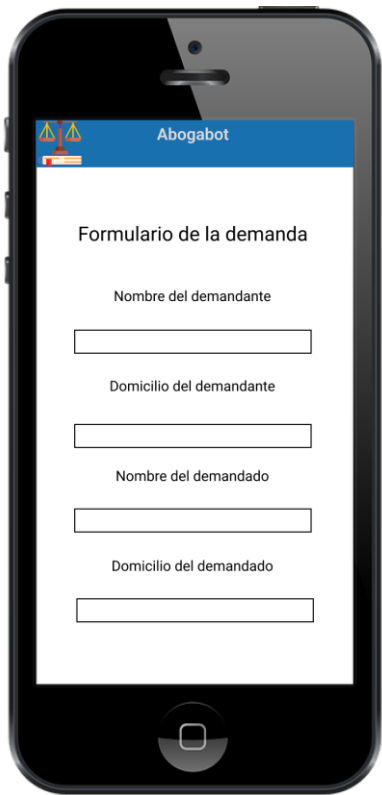 Abogabot
Formulario de la demanda
Nombre del demandante
Domicilio del demandante
Nombre del demandado
Domicilio del demandado